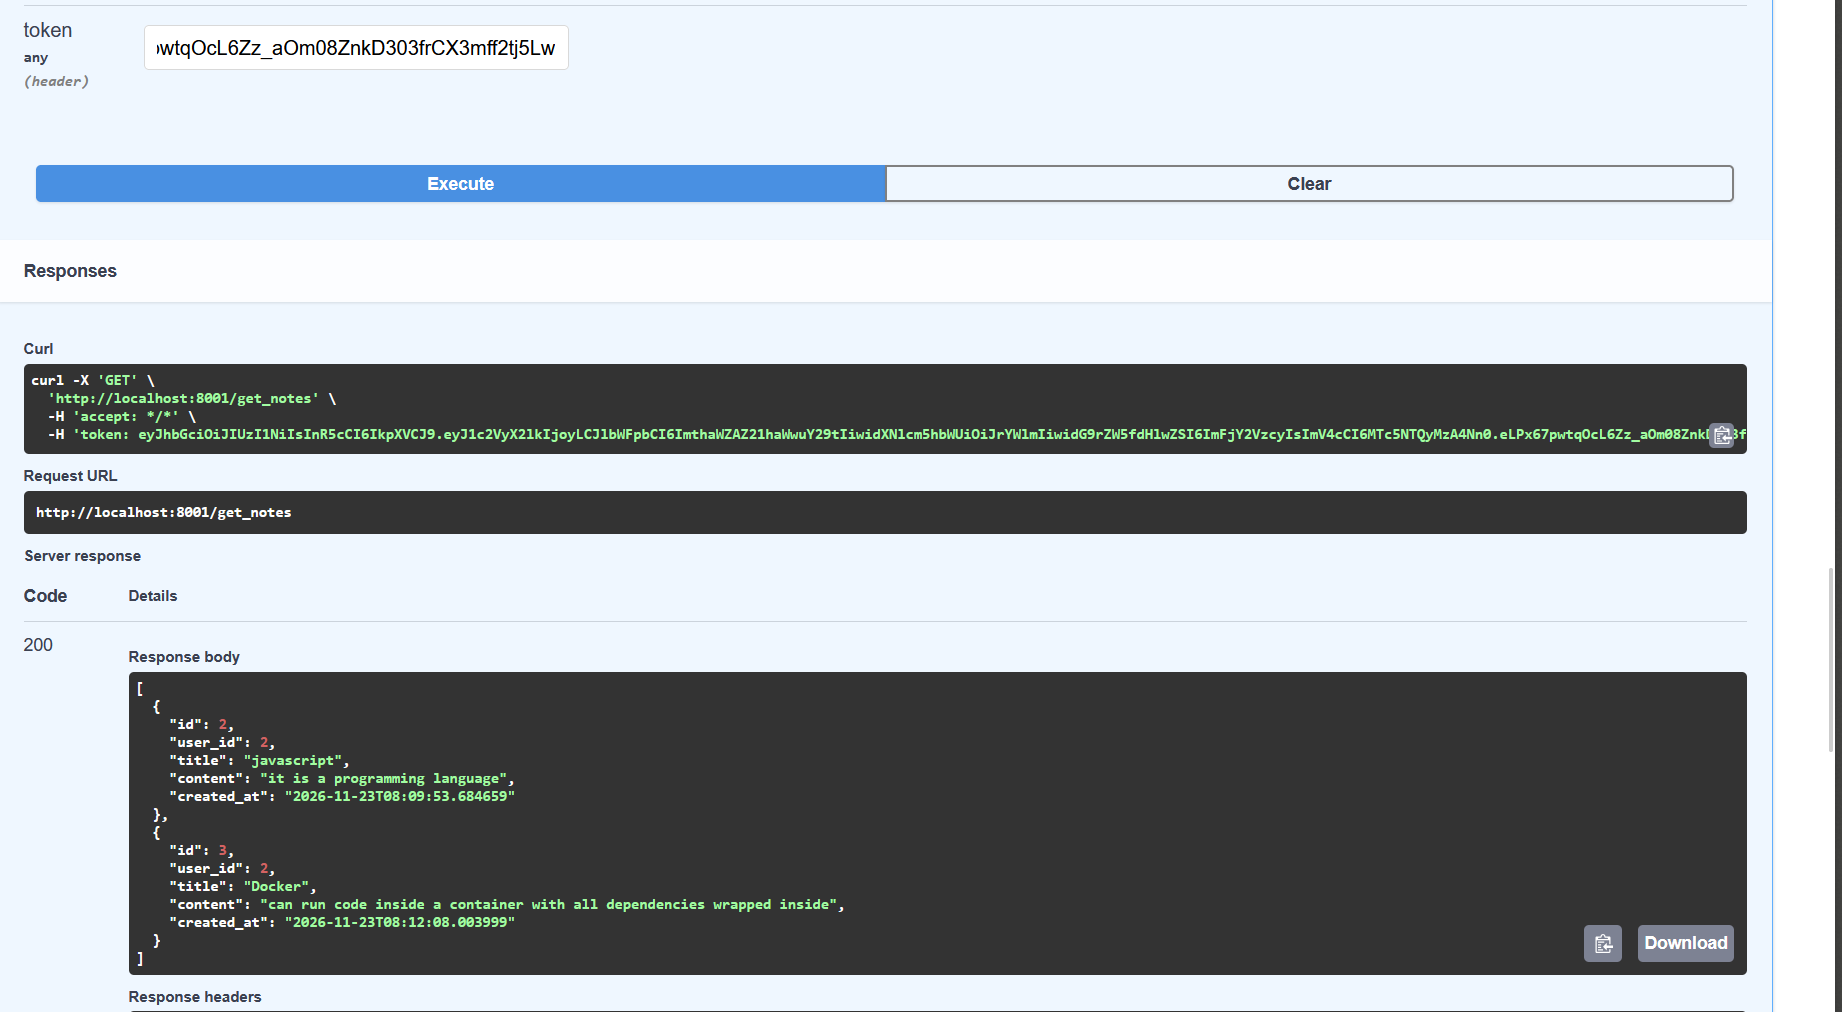 token
any
(header)
pwtqOcL6Zz_aOm08ZnkD303frCX3mff2tj5Lw
Execute
Clear
Responses
Curl
curl -X 'GET' \
'http://localhost:8001/get_notes' \
-H 'accept: */*' \
-H 'token: eyJhbGciOiJIUzI1NiIsInR5cCI6IkpXVCJ9.eyJ1c2VyX2lkIjoyLCJlbWFpbCI6ImthaWZAZ21haWwuY29tIiwidXNlcm5hbWUiOiJrYWlmIiwidG9rZW5fdHlwZSI6ImFjY2VzcyIsImV4cCI6MTc5NTQyMzA4Nn0.eLPx67pwtqOcL6Zz_aOm08Znk
Request URL
http://localhost:8001/get_notes
Server response
Code
Details
200
Response body
[
{
"id": 2,
"user_id": 2,
"title": "javascript",
"content": "it is a programming language",
"created_at": "2026-11-23T08:09:53.684659"
},
{
"id": 3,
"user_id": 2,
"title": "Docker",
"content": "can run code inside a container with all dependencies wrapped inside",
"created_at": "2026-11-23T08:12:08.003999"
}
]
Download
Response headers